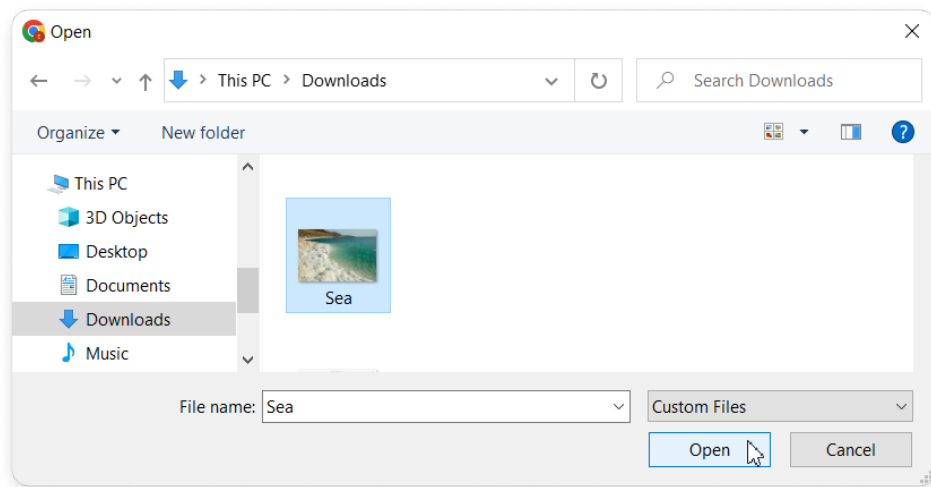 Open
This PC > Downloads
Search Downloads
Organize
New folder
?
This PC
3D Objects
Desktop
Documents
Downloads
Music
Sea
File name: Sea
Custom Files
Open
Cancel